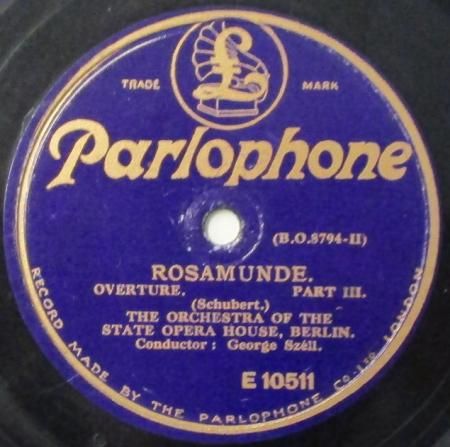 TRADE MARK
Parlophone
(B.O.8794-II)
ROSAMUNDE.
OVERTURE. PART III.
(Schubert.)
THE ORCHESTRA OF THE
STATE OPERA HOUSE, BERLIN.
Conductor : George Széll.
E 10511
RECORD MADE BY THE PARLOPHONE CO. LTD LONDON